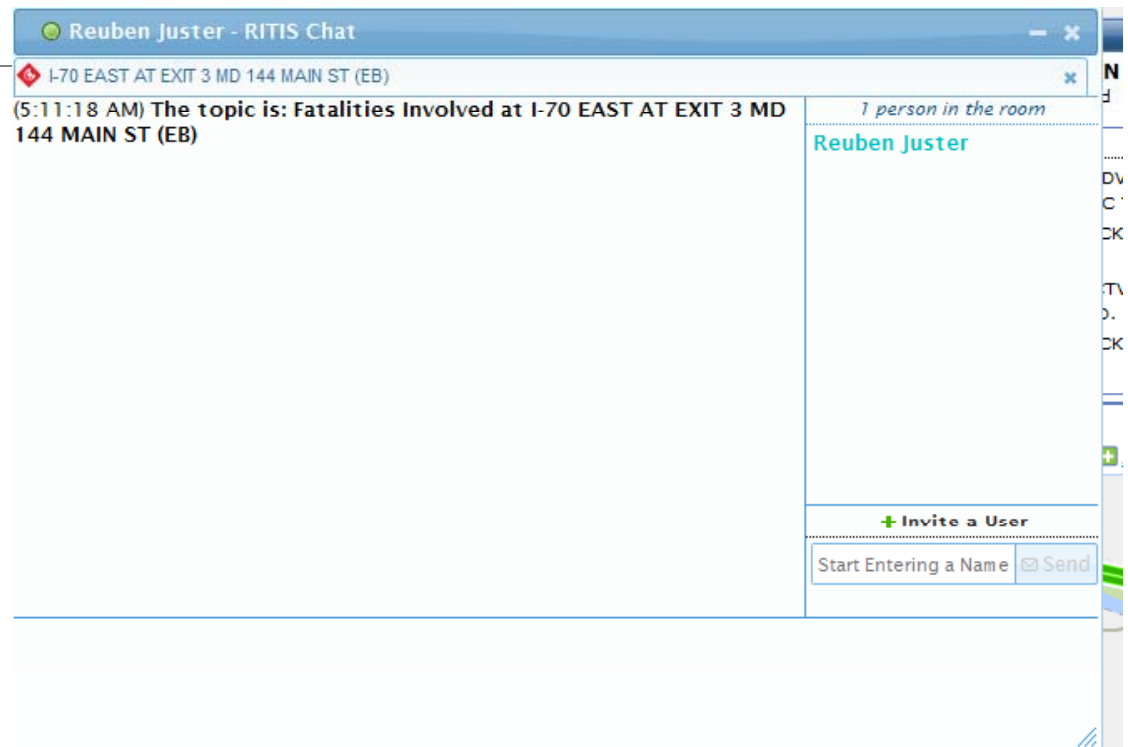 Reuben Juster - RITIS Chat
I-70 EAST AT EXIT 3 MD 144 MAIN ST (EB)
(5:11:18 AM) The topic is: Fatalities Involved at I-70 EAST AT EXIT 3 MD
144 MAIN ST (EB)
1 person in the room
Reuben Juster
Invite a User
Start Entering a Name
Send